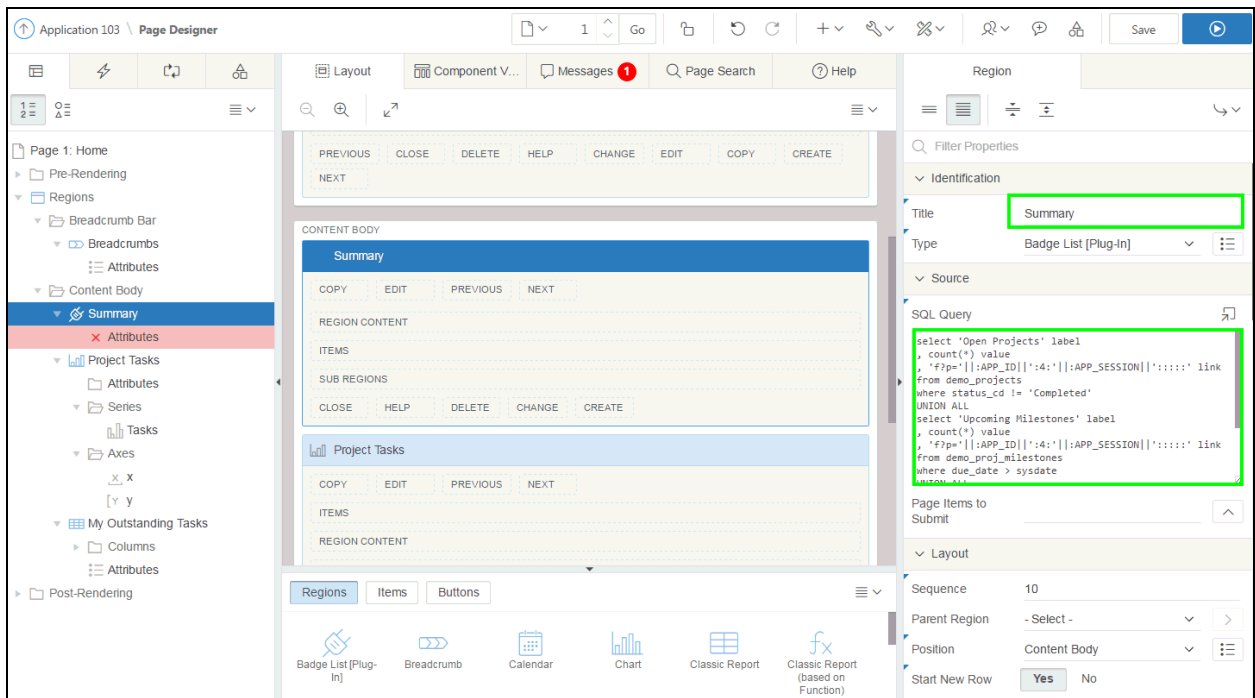 Application 103 \ Page Designer
1
Go
Save
Layout
Component V...
Messages 1
Page Search
Help
Region
Page 1: Home
Pre-Rendering
Regions
Breadcrumb Bar
Breadcrumbs
Attributes
Content Body
Summary
Attributes
Project Tasks
Attributes
Series
Tasks
Axes
x
y
My Outstanding Tasks
Columns
Attributes
Post-Rendering
PREVIOUS CLOSE DELETE HELP CHANGE EDIT COPY CREATE
NEXT
CONTENT BODY
Summary
COPY EDIT PREVIOUS NEXT
REGION CONTENT
ITEMS
SUB REGIONS
CLOSE HELP DELETE CHANGE CREATE
Project Tasks
COPY EDIT PREVIOUS NEXT
ITEMS
REGION CONTENT
Regions Items Buttons
Badge List [Plug-
In]
Breadcrumb
Calendar
Chart
Classic Report
Classic Report
(based on
Function)
Filter Properties
Identification
Title Summary
Type Badge List [Plug-In]
Source
SQL Query
select 'Open Projects' label
, count(*) value
, 'f?p='||:APP_ID||':4:'||:APP_SESSION||':::::' link
from demo_projects
where status_cd != 'Completed'
UNION ALL
select 'Upcoming Milestones' label
, count(*) value
, 'f?p='||:APP_ID||':4:'||:APP_SESSION||':::::' link
from demo_proj_milestones
where due_date > sysdate
UNION ALL
Page Items to
Submit
Layout
Sequence 10
Parent Region - Select -
Position Content Body
Start New Row Yes No